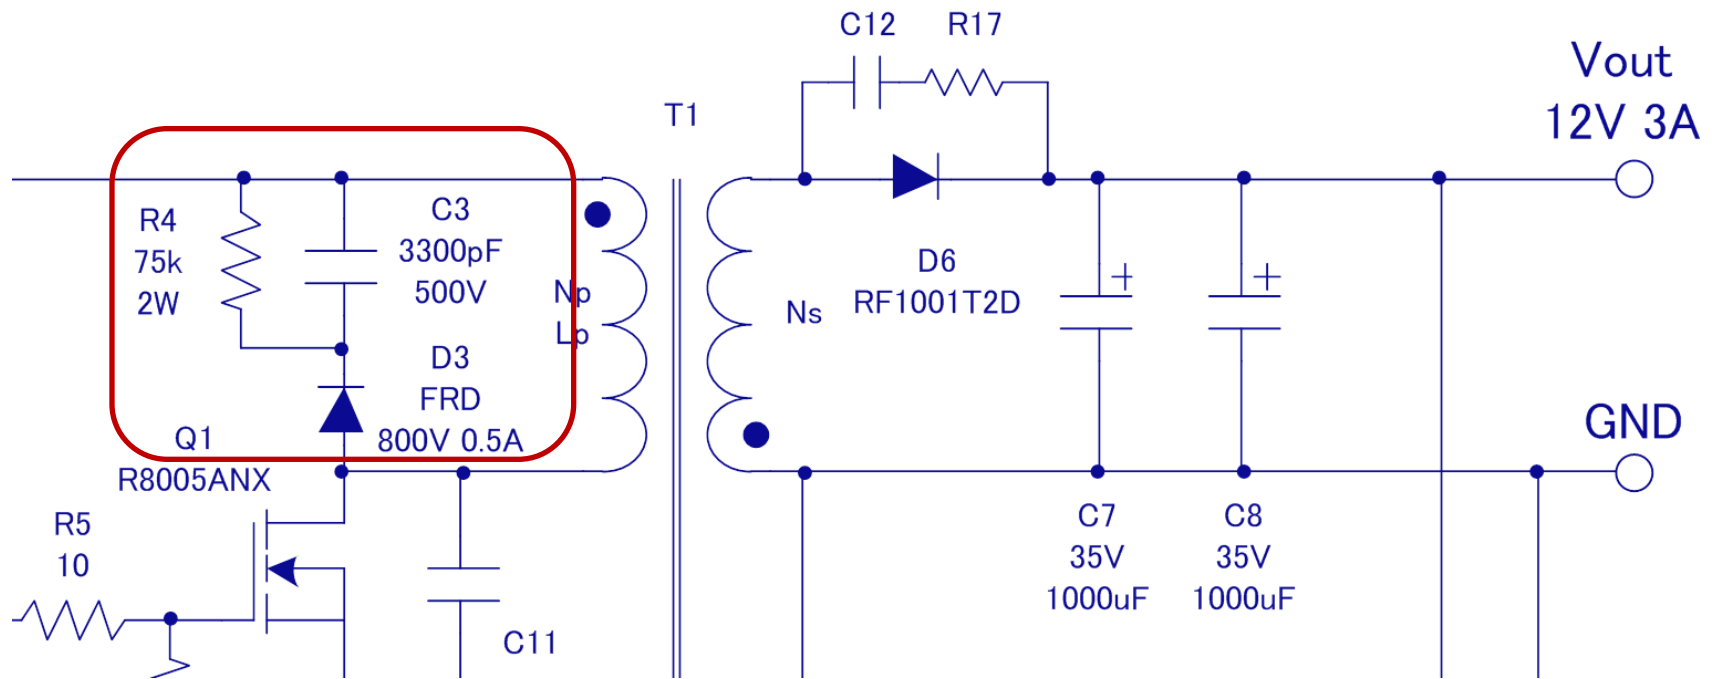 C12 R17
Vout
12V 3A
T1
R4
75k
2W
C3
3300pF
500V
Np
Lp
Ns
D6
RF1001T2D
D3
FRD
800V 0.5A
Q1
R8005ANX
GND
R5
10
C7
35V
1000uF
C8
35V
1000uF
C11